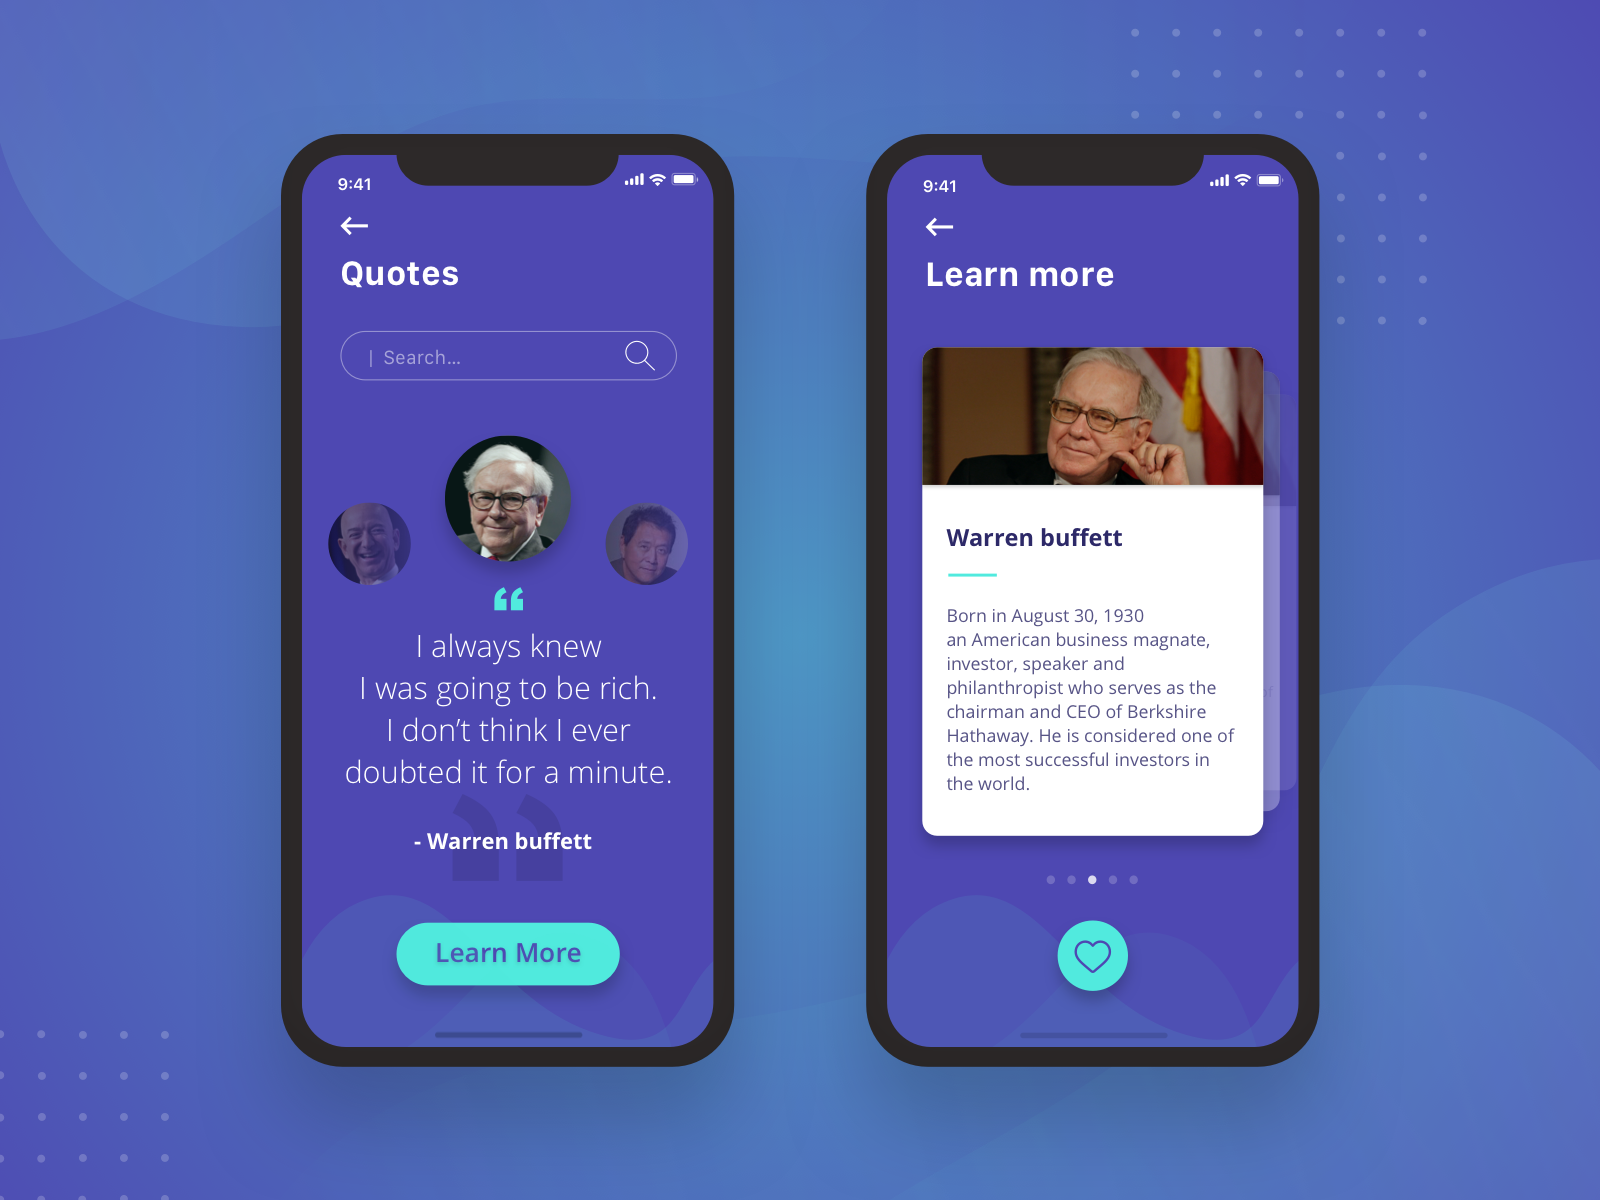 9:41
Quotes
| Search...
“
I always knew
I was going to be rich.
I don’t think I ever
doubted it for a minute.
- Warren buffett
Learn More
9:41
Learn more
Warren buffett
Born in August 30, 1930
an American business magnate,
investor, speaker and
philanthropist who serves as the
chairman and CEO of Berkshire
Hathaway. He is considered one of
the most successful investors in
the world.